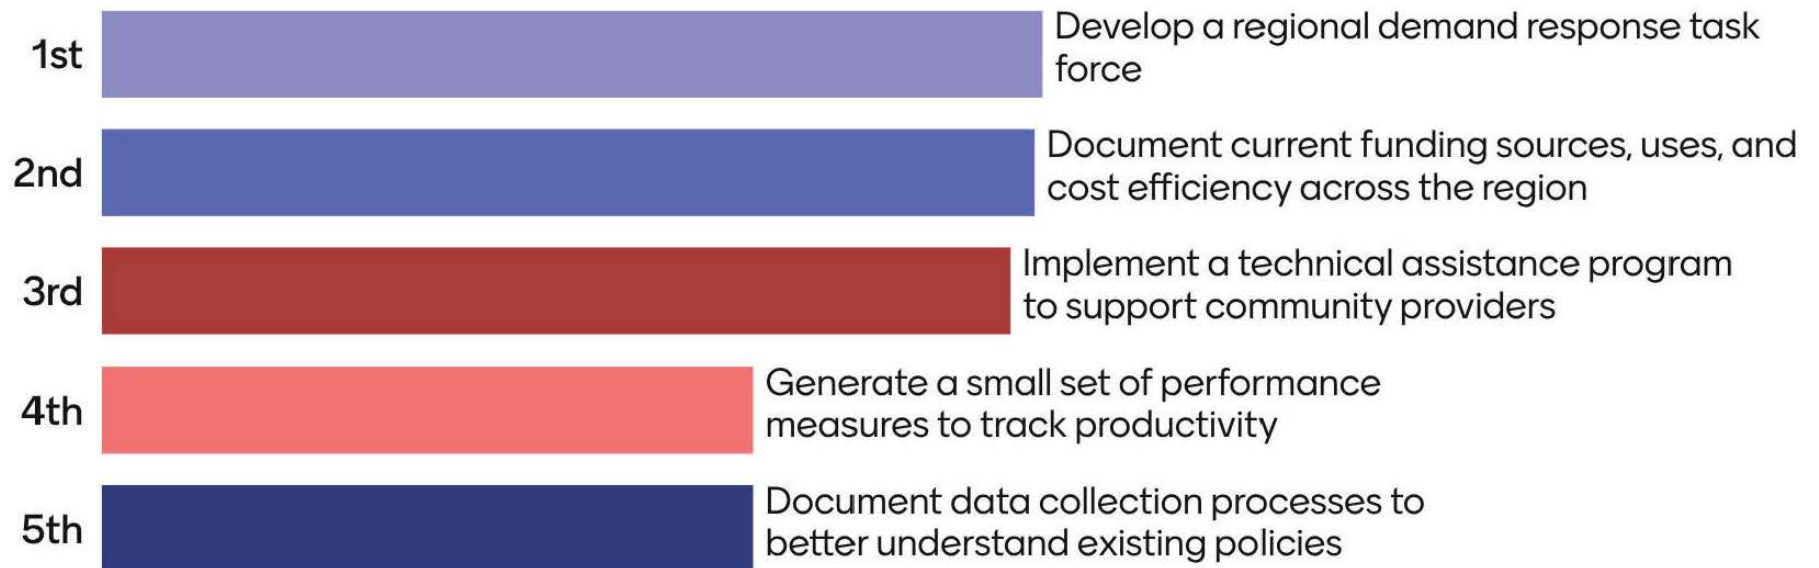 1st
Develop a regional demand response task
force
2nd
Document current funding sources, uses, and
cost efficiency across the region
3rd
Implement a technical assistance program
to support community providers
4th
Generate a small set of performance
measures to track productivity
5th
Document data collection processes to
better understand existing policies